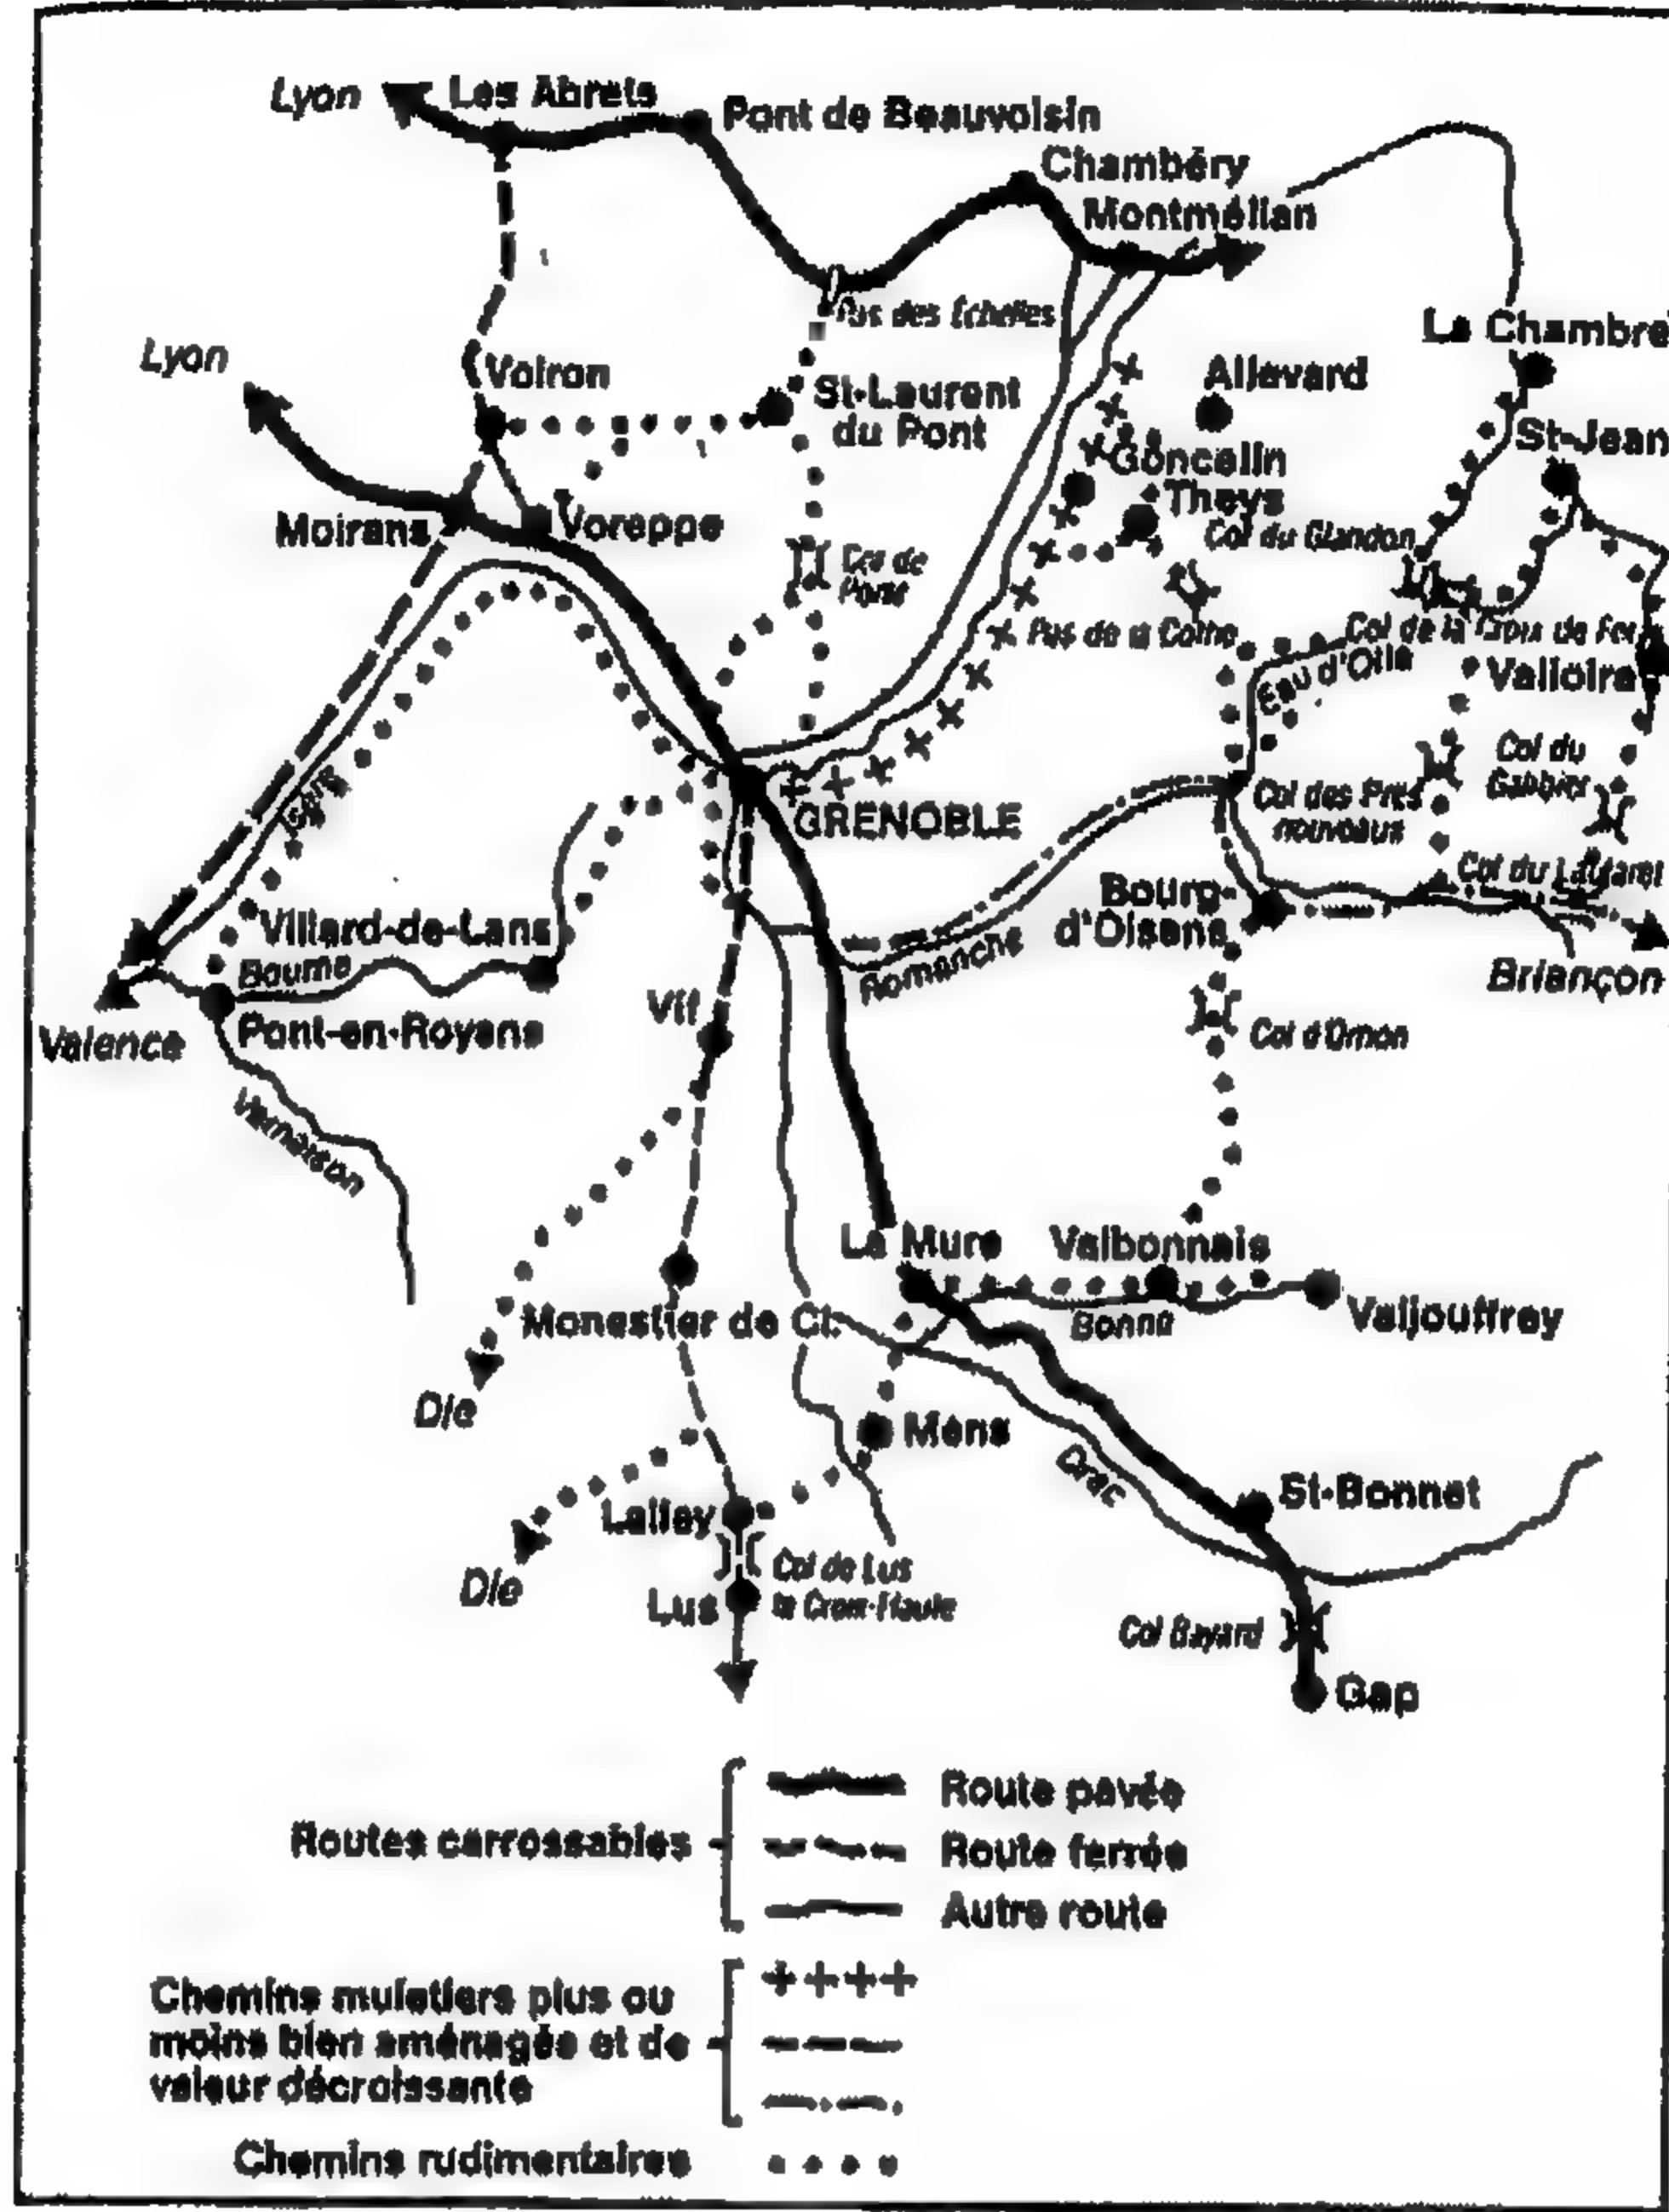 Lyon
Les Abrets
Pont de Beauvoisin
Chambéry
Montmélian
Pas des Echelles
La Chambre
Lyon
Voiron
St-Laurent
du Pont
Allevard
St-Jean
Goncelin
Theys
Moirans
Voreppe
Col de
Porte
Col du Glandon
Pas de la Coche
Col de la Croix de Fer
Eau d'Olle
Valloire
Isère
GRENOBLE
Col des Prés
nouveaux
Col du
Galibier
Col du Lautaret
Bourg-
d'Oisans
Villard-de-Lans
Bourne
Romanche
Briançon
Valence
Pont-en-Royans
Vif
Col d'Ornon
Vernaison
La Mure
Valbonnais
Monestier de Cl.
Bonne
Valjouffrey
Die
Mens
Drac
St-Bonnet
Lalley
Die
Col de Lus
la Croix-Haute
Lus
Col Bayard
Gap
Routes carrossables
Route pavée
Route ferrée
Autre route
Chemins muletiers plus ou
moins bien aménagés et de
valeur décroissante
Chemins rudimentaires